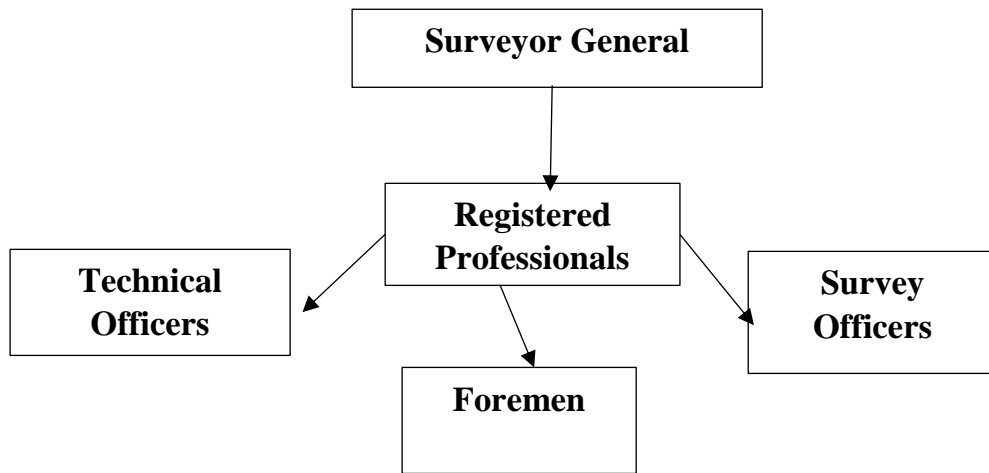 Surveyor General
Registered
Professionals
Technical
Officers
Survey
Officers
Foremen